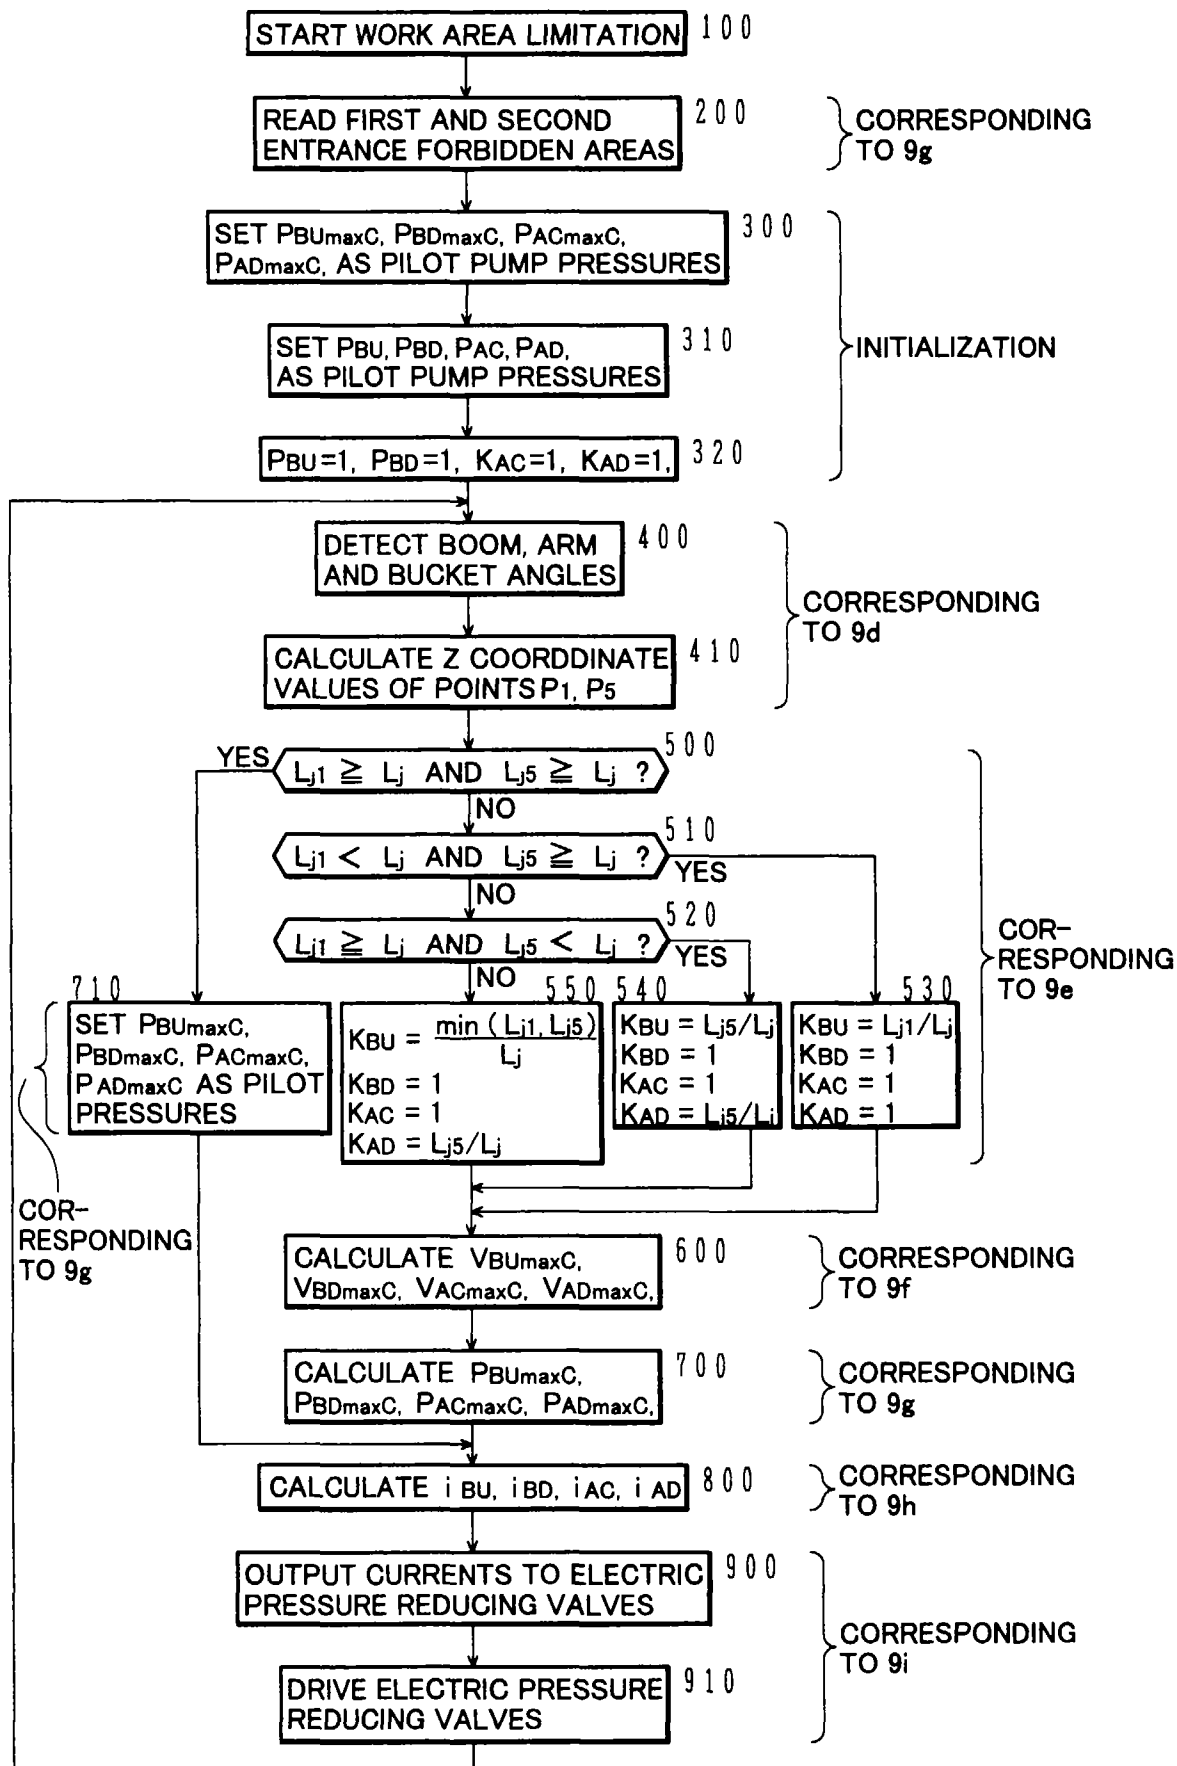 START WORK AREA LIMITATION 100
READ FIRST AND SECOND
ENTRANCE FORBIDDEN AREAS
200
CORRESPONDING
TO 9g
SET PBUmaxC, PBDmaxC, PACmaxC,
PADmaxC, AS PILOT PUMP PRESSURES
300
SET PBU, PBD, PAC, PAD,
AS PILOT PUMP PRESSURES
310
INITIALIZATION
PBU=1, PBD=1, KAC=1, KAD=1,
320
DETECT BOOM, ARM
AND BUCKET ANGLES
400
CORRESPONDING
TO 9d
CALCULATE Z COORDDINATE
VALUES OF POINTS P1, P5
410
500
YES
Lj1 ≧ Lj AND Lj5 ≧ Lj ?
NO
510
Lj1 < Lj AND Lj5 ≧ Lj ?
YES
NO
520
Lj1 ≧ Lj AND Lj5 < Lj ?
YES
NO
COR-
RESPONDING
TO 9e
710
SET PBUmaxC,
PBDmaxC, PACmaxC,
PADmaxC AS PILOT
PRESSURES
550
KBU = min (Lj1, Lj5)
Lj
KBD = 1
KAC = 1
KAD = Lj5/Lj
540
KBU = Lj5/Lj
KBD = 1
KAC = 1
KAD = Lj5/Lj
530
KBU = Lj1/Lj
KBD = 1
KAC = 1
KAD = 1
COR-
RESPONDING
TO 9g
CALCULATE VBUmaxC,
VBDmaxC, VACmaxC, VADmaxC,
600
CORRESPONDING
TO 9f
CALCULATE PBUmaxC,
PBDmaxC, PACmaxC, PADmaxC,
700
CORRESPONDING
TO 9g
CALCULATE iBU, iBD, iAC, iAD
800
CORRESPONDING
TO 9h
OUTPUT CURRENTS TO ELECTRIC
PRESSURE REDUCING VALVES
900
CORRESPONDING
TO 9i
DRIVE ELECTRIC PRESSURE
REDUCING VALVES
910